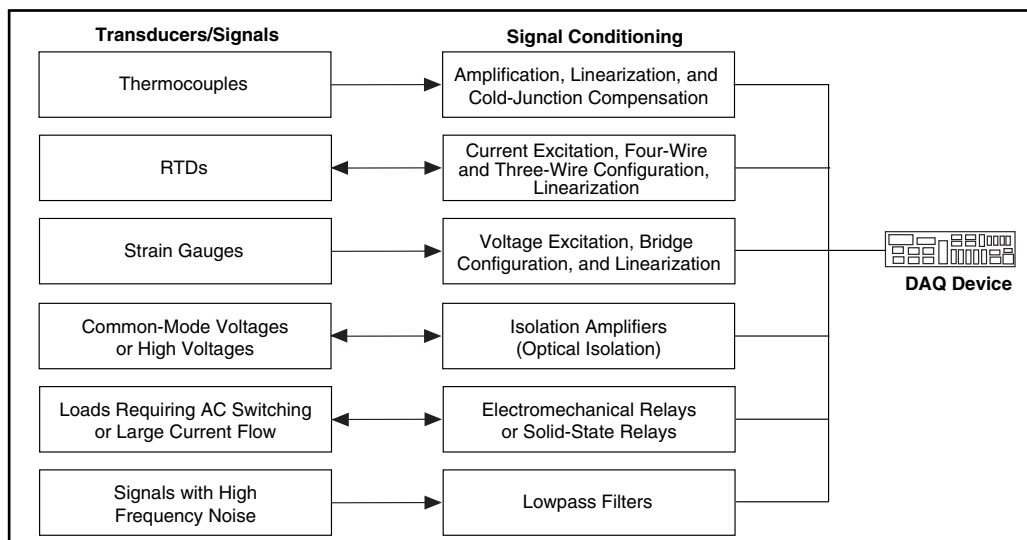 Transducers/Signals
Signal Conditioning
Thermocouples
Amplification, Linearization, and
Cold-Junction Compensation
RTDs
Current Excitation, Four-Wire
and Three-Wire Configuration,
Linearization
Strain Gauges
Voltage Excitation, Bridge
Configuration, and Linearization
DAQ Device
Common-Mode Voltages
or High Voltages
Isolation Amplifiers
(Optical Isolation)
Loads Requiring AC Switching
or Large Current Flow
Electromechanical Relays
or Solid-State Relays
Signals with High
Frequency Noise
Lowpass Filters